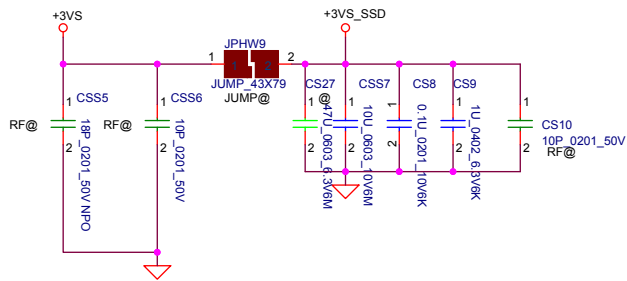 +3VS
+3VS_SSD
JPHW9
1
2
1
2
JUMP_43X79
JUMP@
CSS5
CSS6
CS27
CSS7
CS8
CS9
@
RF@
RF@
1
2
18P_0201_50V NPO
1
2
10P_0201_50V
1
2
47U_0603_6.3V6M
1
2
10U_0603_10V6M
1
2
0.1U_0201_10V6K
1
2
1U_0402_6.3V6K
1
2
CS10
10P_0201_50V
RF@